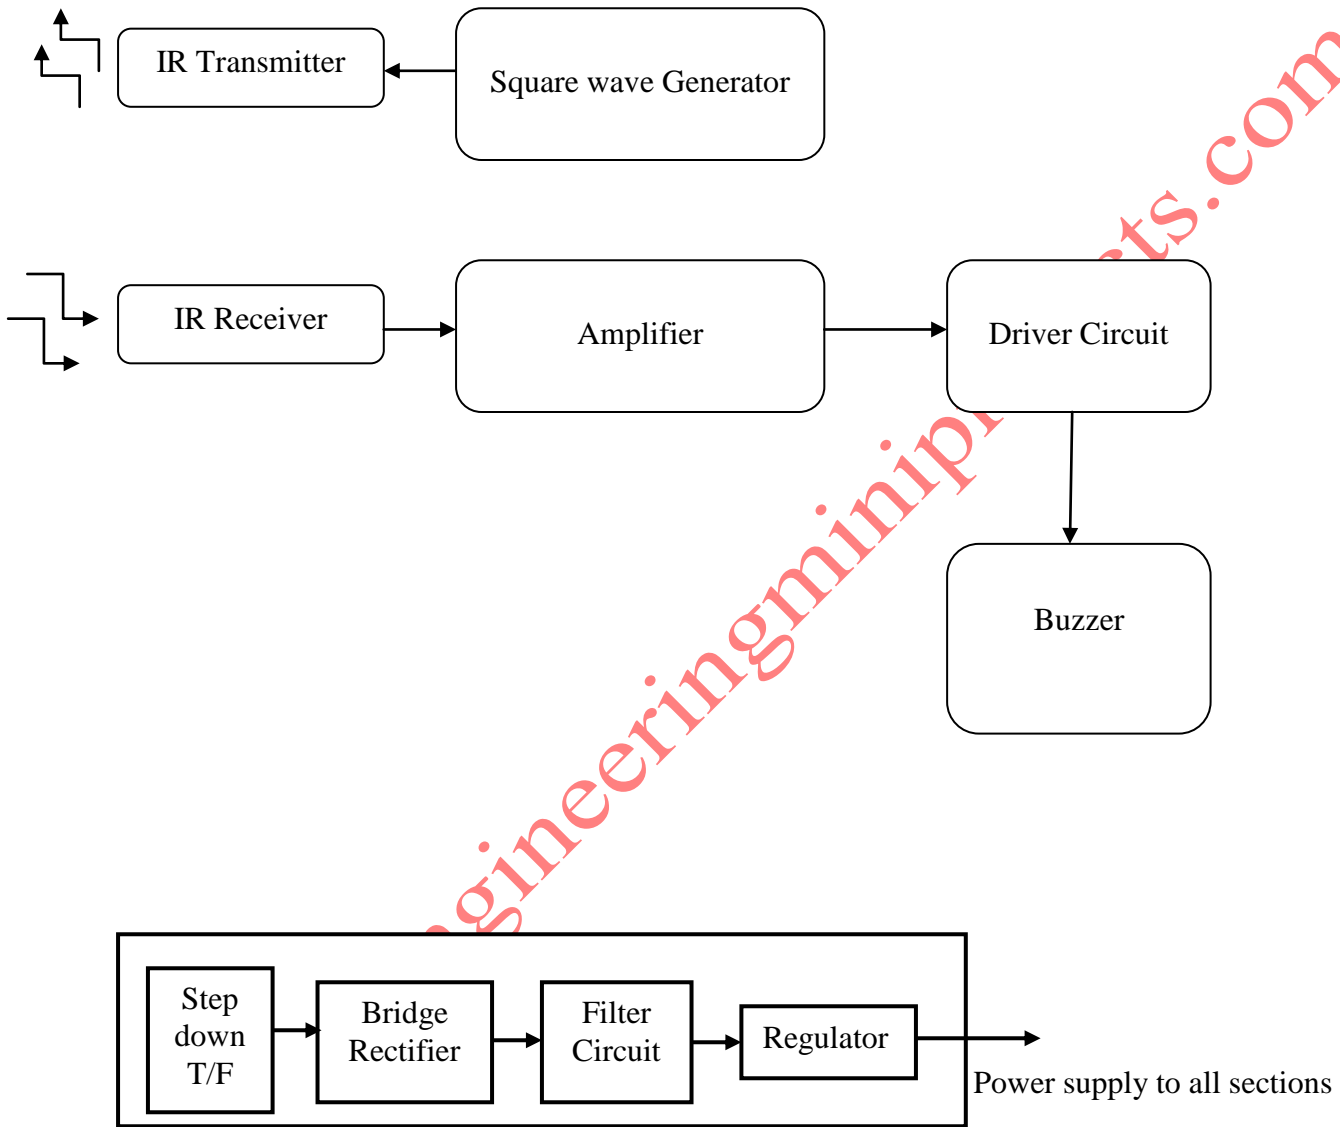 IR Transmitter
Square wave Generator
IR Receiver
Amplifier
Driver Circuit
Buzzer
Step
down
T/F
Bridge
Rectifier
Filter
Circuit
Regulator
Power supply to all sections